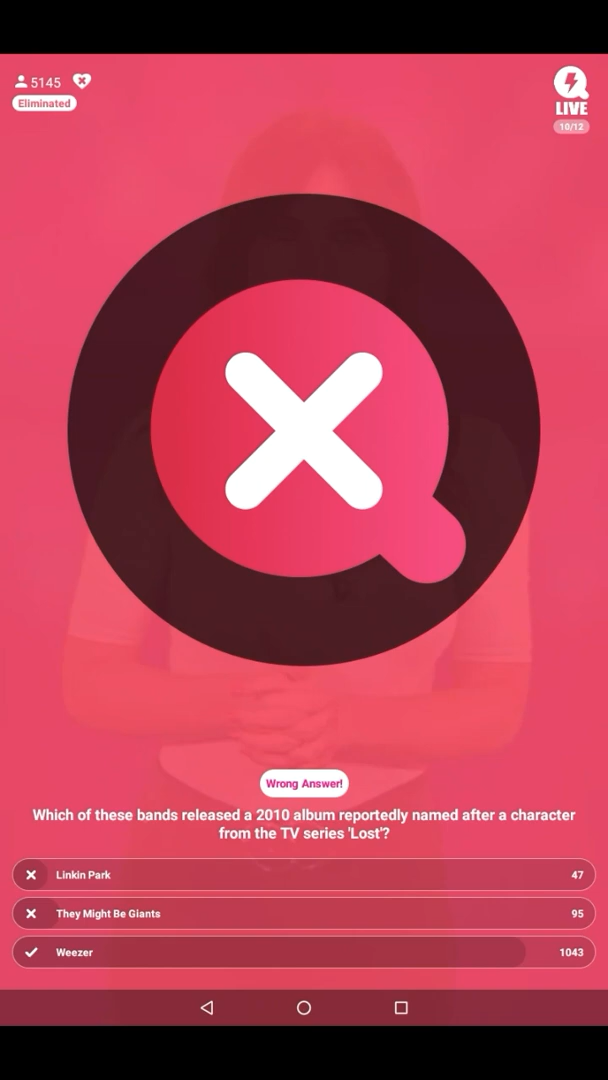 5145
Eliminated
LIVE
10/12
Wrong Answer!
Which of these bands released a 2010 album reportedly named after a character
from the TV series 'Lost'?
Linkin Park 47
They Might Be Giants 95
Weezer 1043